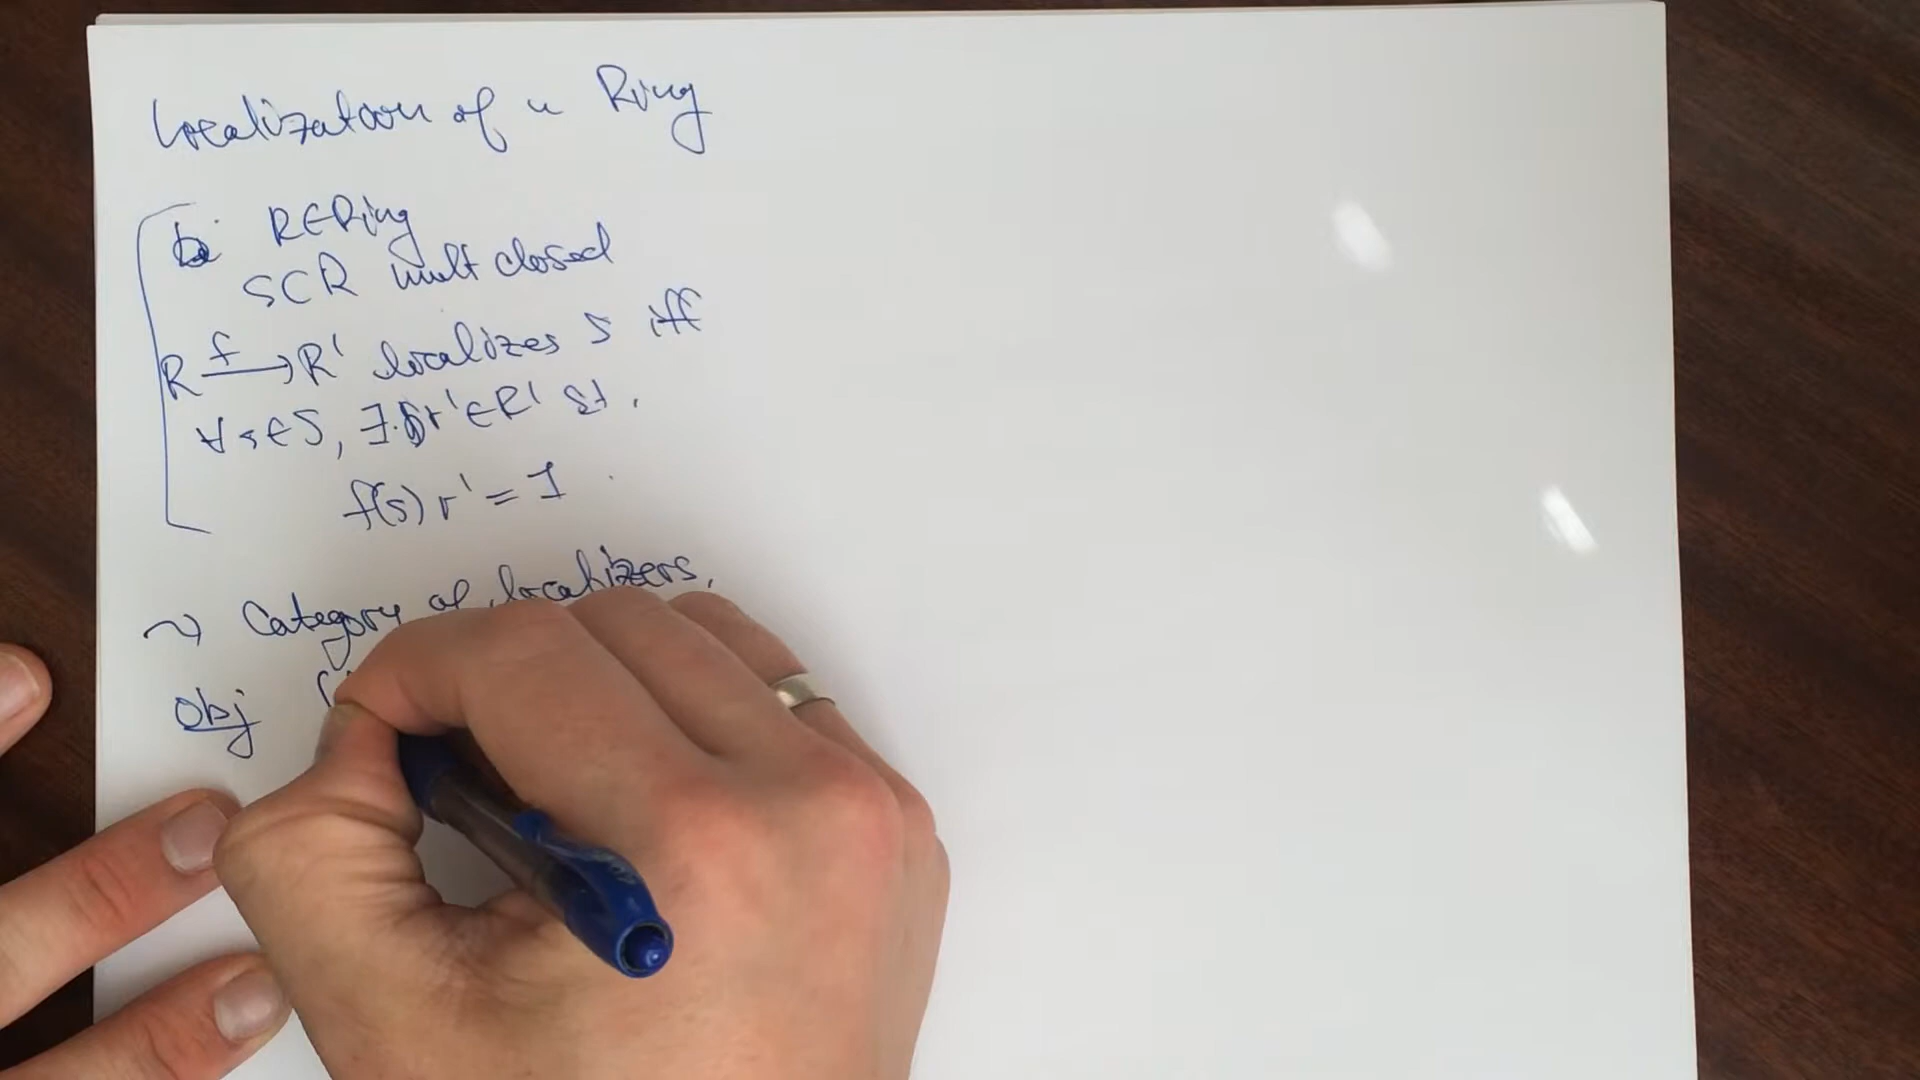 Localization of a Ring
R∈Ring
S⊂R mult closed
R →f R' localizes S iff
∀s∈S, ∃ r'∈R' st.
f(s) r' = 1
~> Category of localizers,
Obj